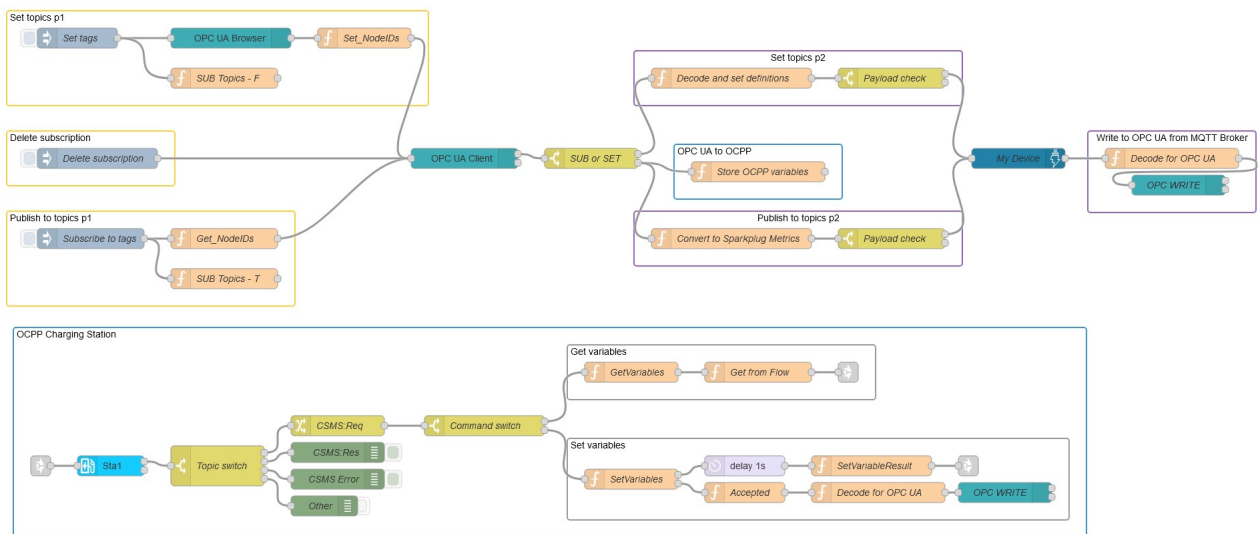 Set topics p1
Set tags
OPC UA Browser
Set_NodeIDs
SUB Topics - F
Delete subscription
Delete subscription
Publish to topics p1
Subscribe to tags
Get_NodeIDs
SUB Topics - T
OPC UA Client
SUB or SET
Set topics p2
Decode and set definitions
Payload check
OPC UA to OCPP
Store OCPP variables
Publish to topics p2
Convert to Sparkplug Metrics
Payload check
My Device
Write to OPC UA from MQTT Broker
Decode for OPC UA
OPC WRITE
OCPP Charging Station
Sta1
Topic switch
CSMS:Req
CSMS:Res
CSMS Error
Other
Command switch
Get variables
GetVariables
Get from Flow
Set variables
SetVariables
delay 1s
SetVariableResult
Accepted
Decode for OPC UA
OPC WRITE